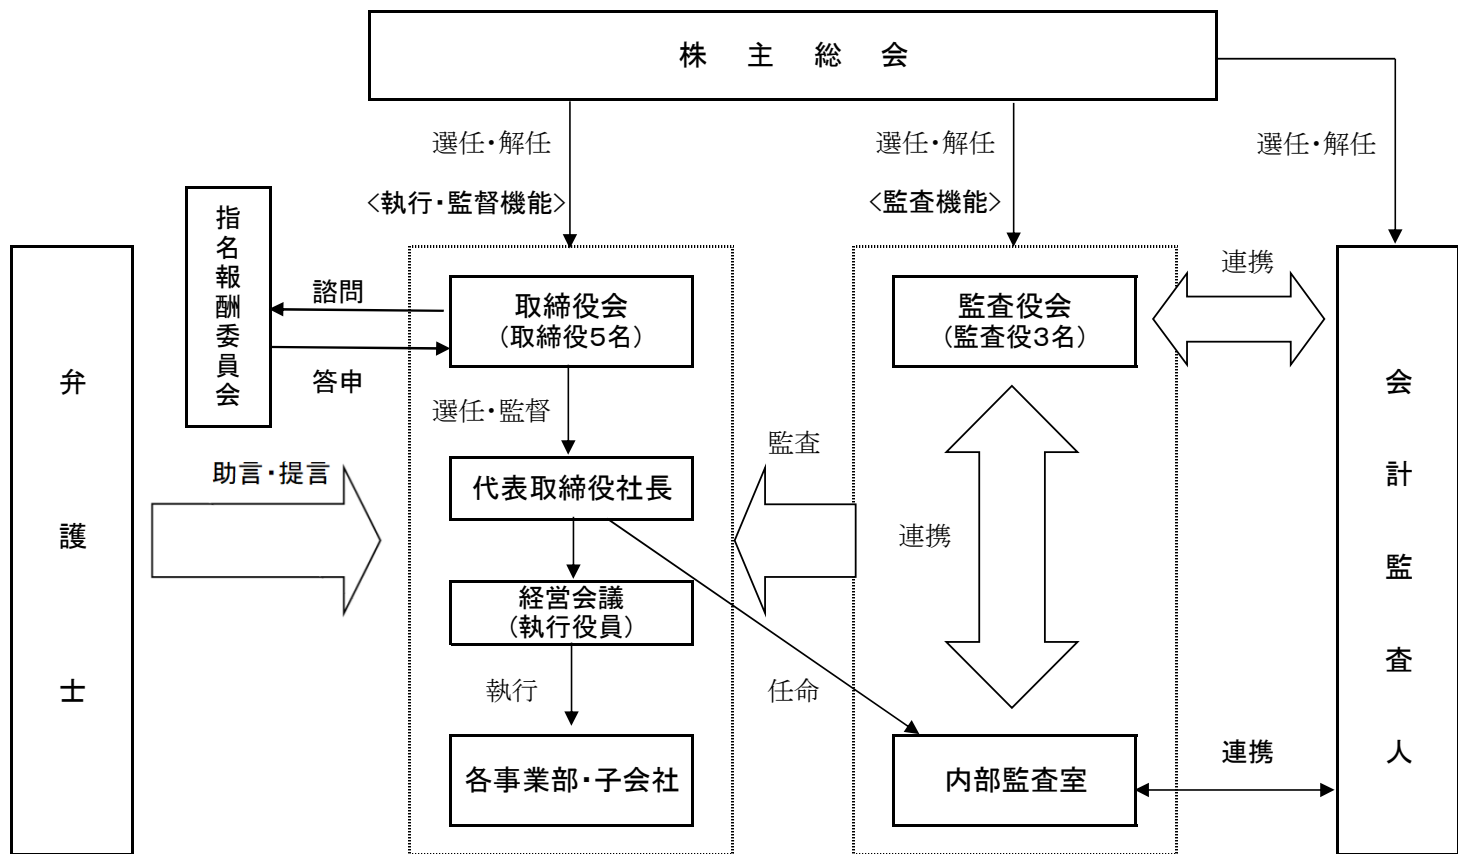 株主総会
選任・解任
選任・解任
選任・解任
<執行・監督機能>
<監査機能>
指名報酬委員会
諮問
答申
取締役会
(取締役5名)
監査役会
(監査役3名)
連携
選任・監督
弁護士
助言・提言
代表取締役社長
監査
連携
会計監査人
経営会議
(執行役員)
執行
任命
連携
各事業部・子会社
内部監査室